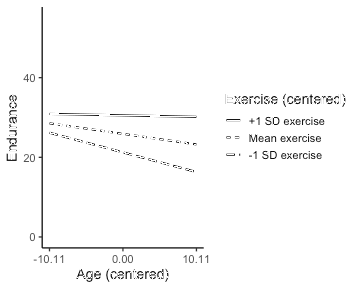 40
20
0
Endurance
-10.11 0.00 10.11
Age (centered)
Exercise (centered)
+1 SD exercise
Mean exercise
-1 SD exercise